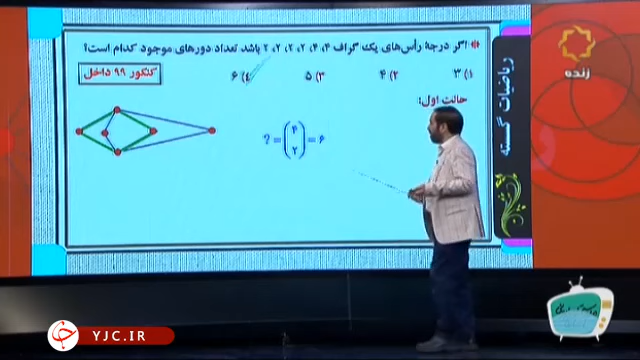 اگر درجهٔ رأس‌های یک گراف ۴، ۴، ۲، ۲، ۲، ۲ باشد تعداد دورهای موجود کدام است؟
۱) ۳ ۲) ۴ ۳) ۵ ۴) ۶
کنکور ۹۹ داخل
حالت اول:
? = (۴ ۲) = ۶
ریاضیات گسسته
زنده
YJC.IR